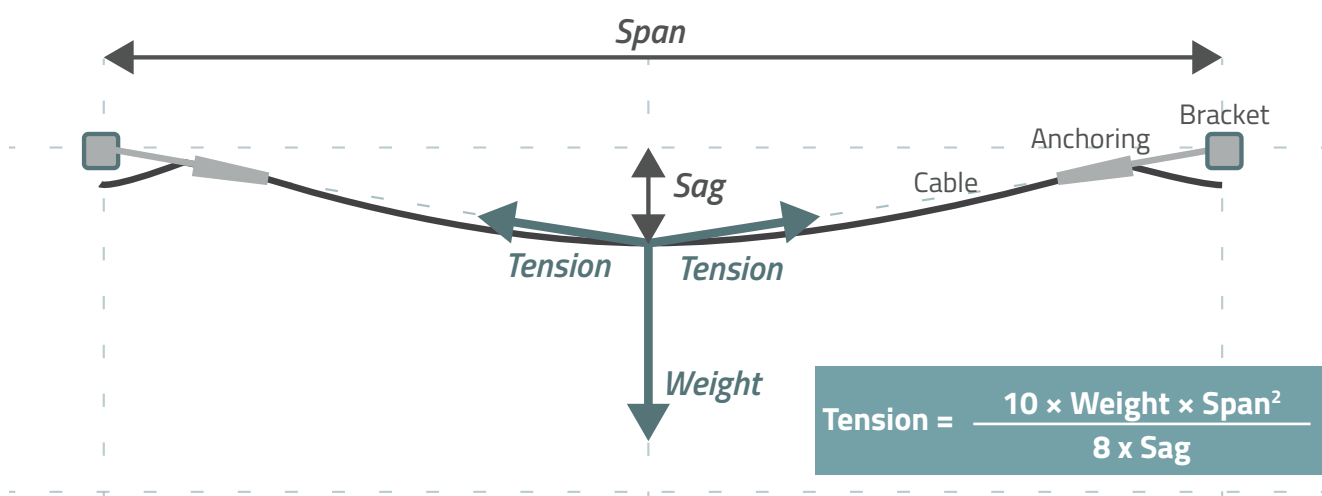 Span
Bracket
Anchoring
Cable
Sag
Tension
Tension
Weight
Tension = 10 × Weight × Span²
8 x Sag